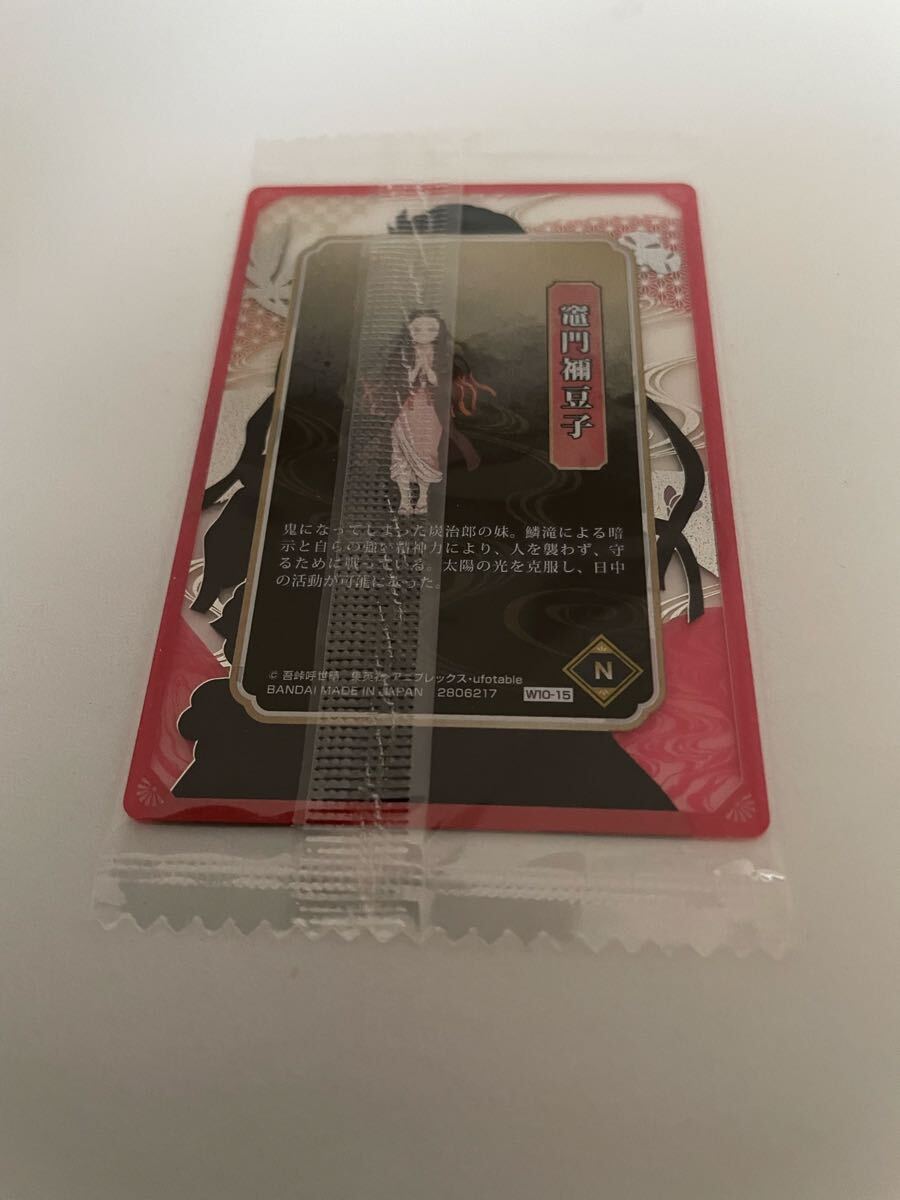 竈門禰豆子
鬼になってしまった炭治郎の妹。鱗滝による暗
示と自らの強い精神力により、人を襲わず、守
るために戦っている。太陽の光を克服し、日中
の活動が可能になった。
N
© 吾峠呼世晴／集英社・アニプレックス・ufotable
BANDAI MADE IN JAPAN 2806217 W10-15